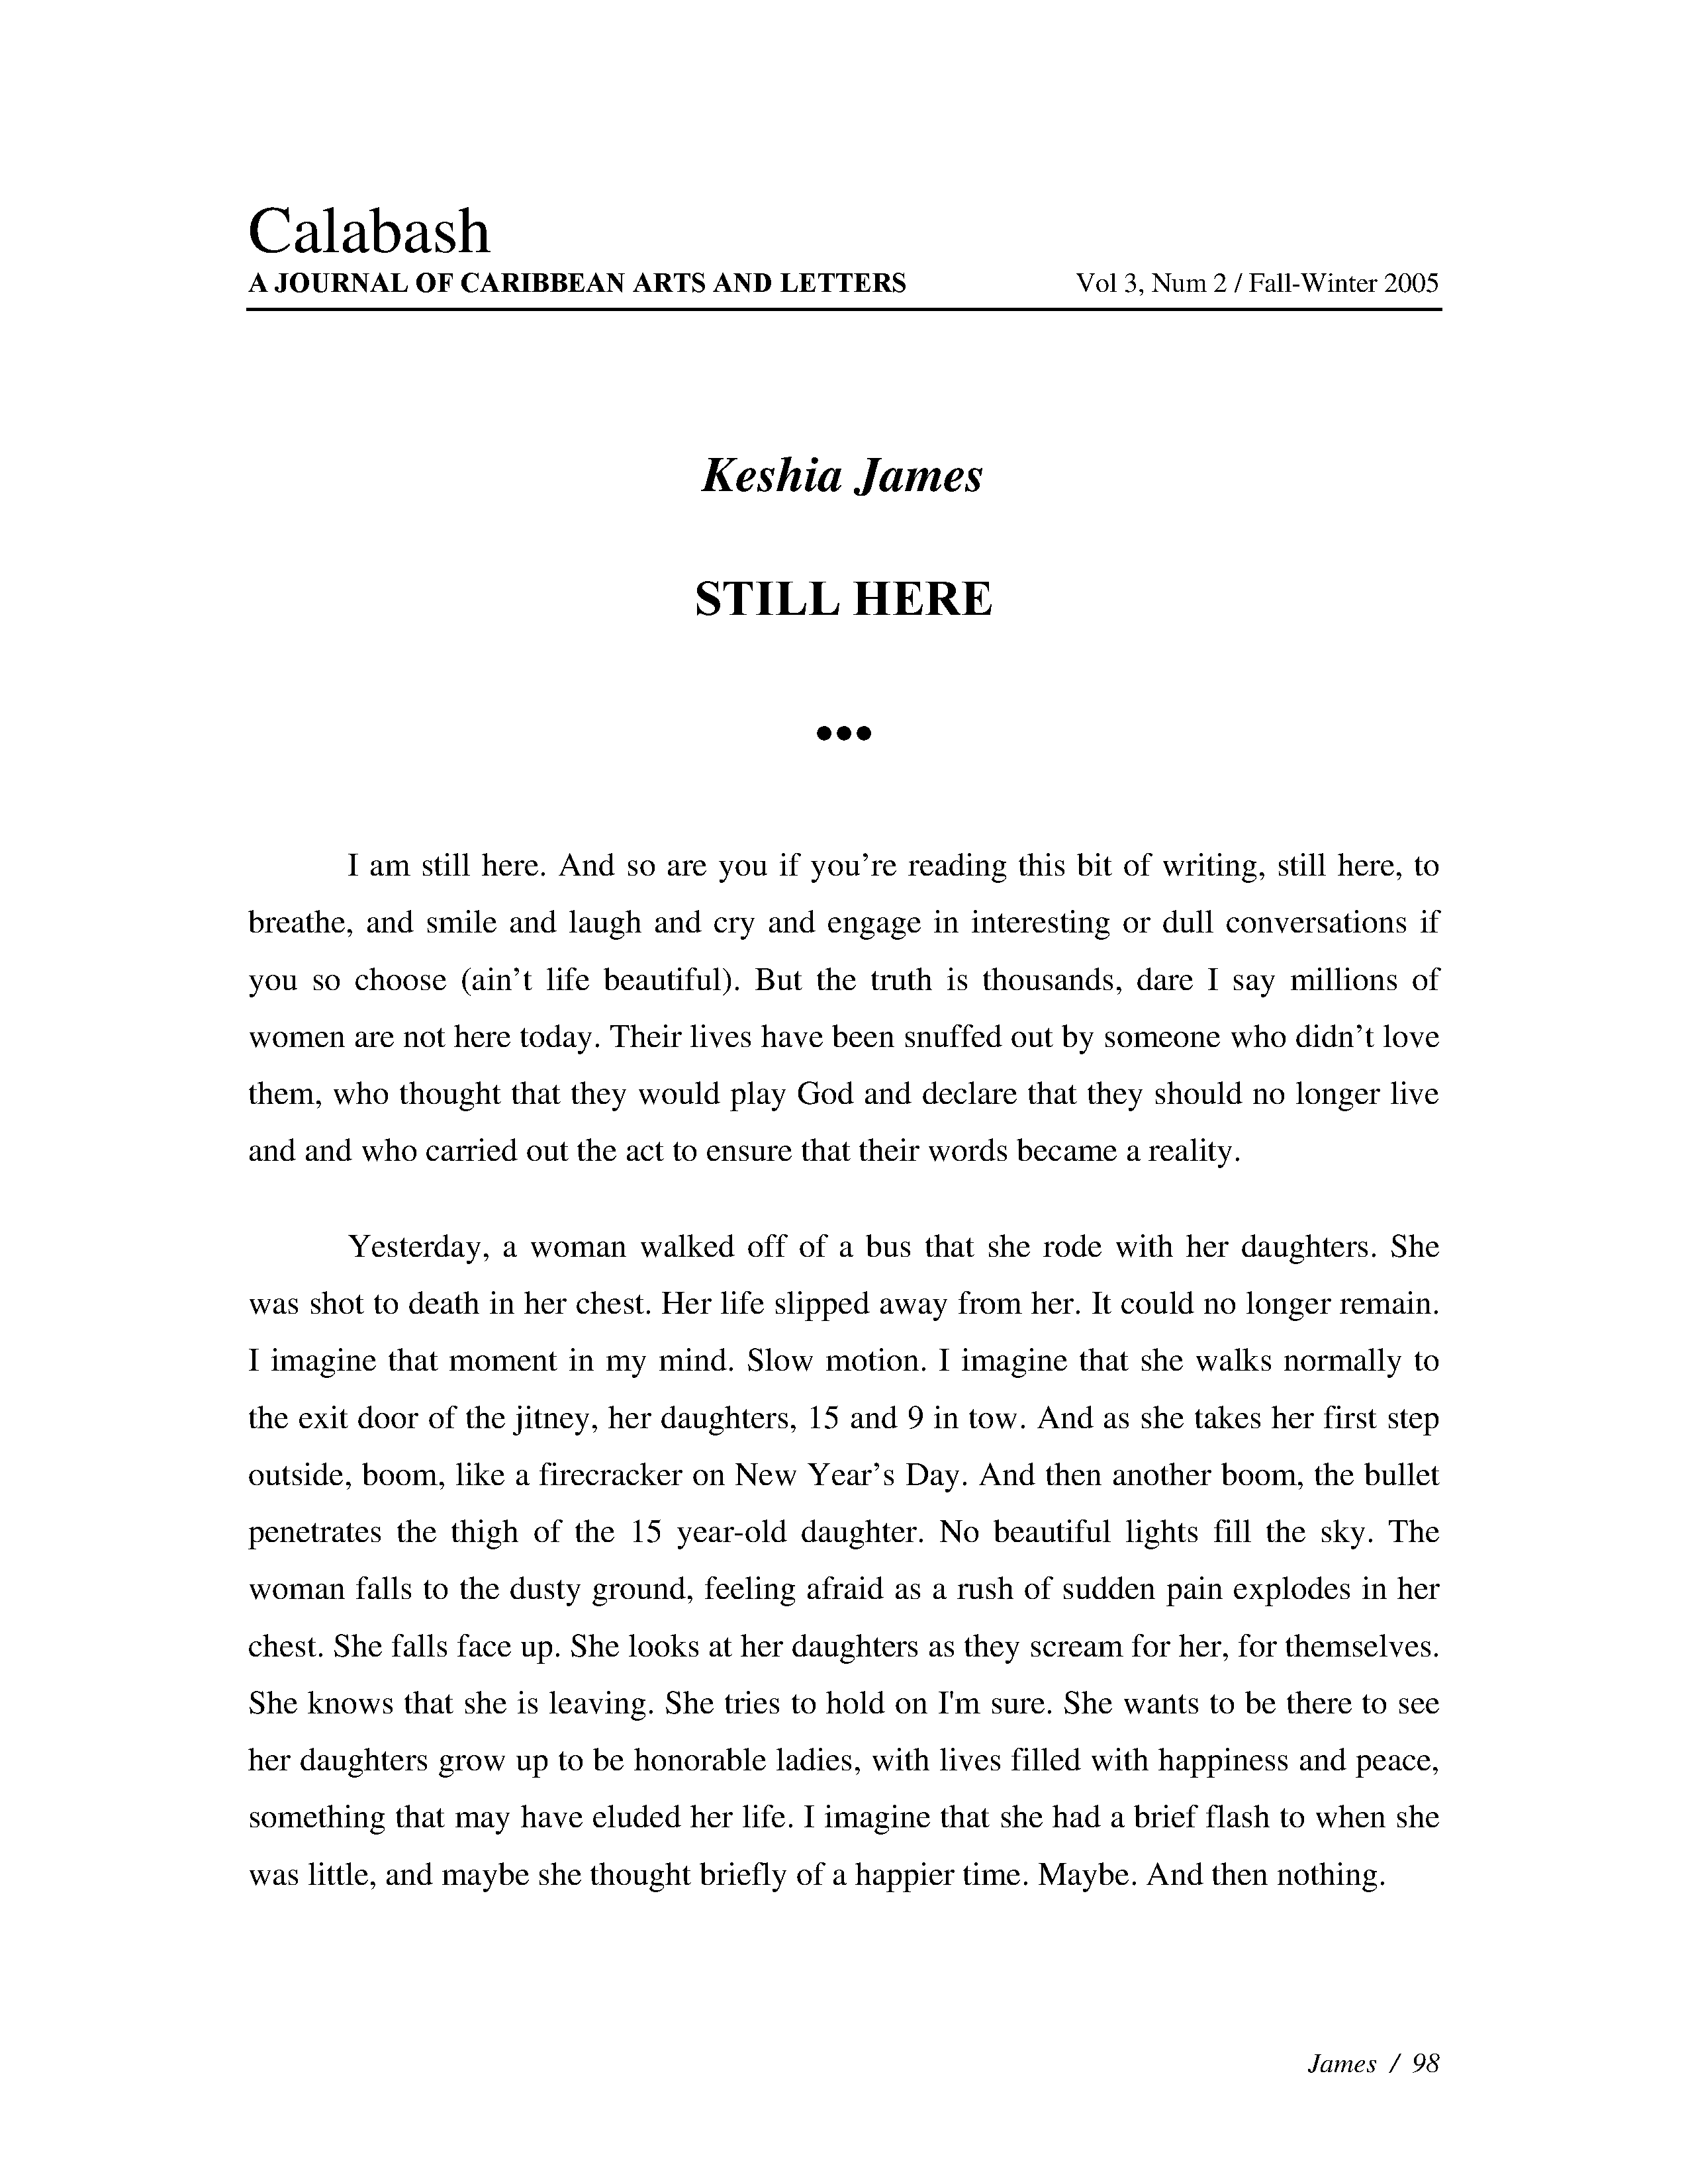 Calabash
A JOURNAL OF CARIBBEAN ARTS AND LETTERS Vol 3, Num 2 / Fall-Winter 2005
Keshia James
STILL HERE
•••
I am still here. And so are you if you’re reading this bit of writing, still here, to
breathe, and smile and laugh and cry and engage in interesting or dull conversations if
you so choose (ain’t life beautiful). But the truth is thousands, dare I say millions of
women are not here today. Their lives have been snuffed out by someone who didn’t love
them, who thought that they would play God and declare that they should no longer live
and and who carried out the act to ensure that their words became a reality.
Yesterday, a woman walked off of a bus that she rode with her daughters. She
was shot to death in her chest. Her life slipped away from her. It could no longer remain.
I imagine that moment in my mind. Slow motion. I imagine that she walks normally to
the exit door of the jitney, her daughters, 15 and 9 in tow. And as she takes her first step
outside, boom, like a firecracker on New Year’s Day. And then another boom, the bullet
penetrates the thigh of the 15 year-old daughter. No beautiful lights fill the sky. The
woman falls to the dusty ground, feeling afraid as a rush of sudden pain explodes in her
chest. She falls face up. She looks at her daughters as they scream for her, for themselves.
She knows that she is leaving. She tries to hold on I'm sure. She wants to be there to see
her daughters grow up to be honorable ladies, with lives filled with happiness and peace,
something that may have eluded her life. I imagine that she had a brief flash to when she
was little, and maybe she thought briefly of a happier time. Maybe. And then nothing.
James / 98